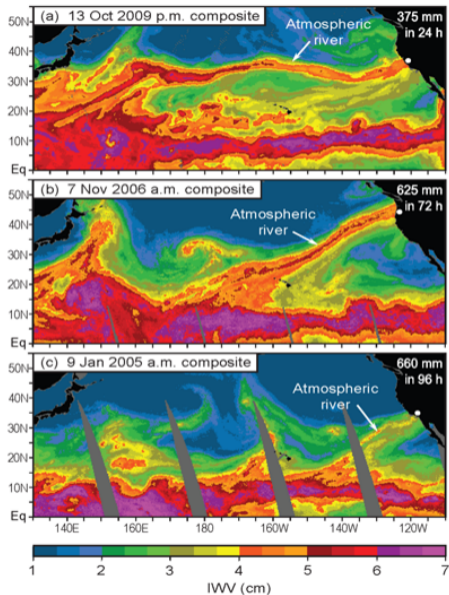 (a) 13 Oct 2009 p.m. composite
375 mm
in 24 h
Atmospheric
river
50N
40N
30N
20N
10N
Eq
(b) 7 Nov 2006 a.m. composite
625 mm
in 72 h
Atmospheric
river
50N
40N
30N
20N
10N
Eq
(c) 9 Jan 2005 a.m. composite
660 mm
in 96 h
Atmospheric
river
50N
40N
30N
20N
10N
Eq
140E 160E 180 160W 140W 120W
1 2 3 4 5 6 7
IWV (cm)